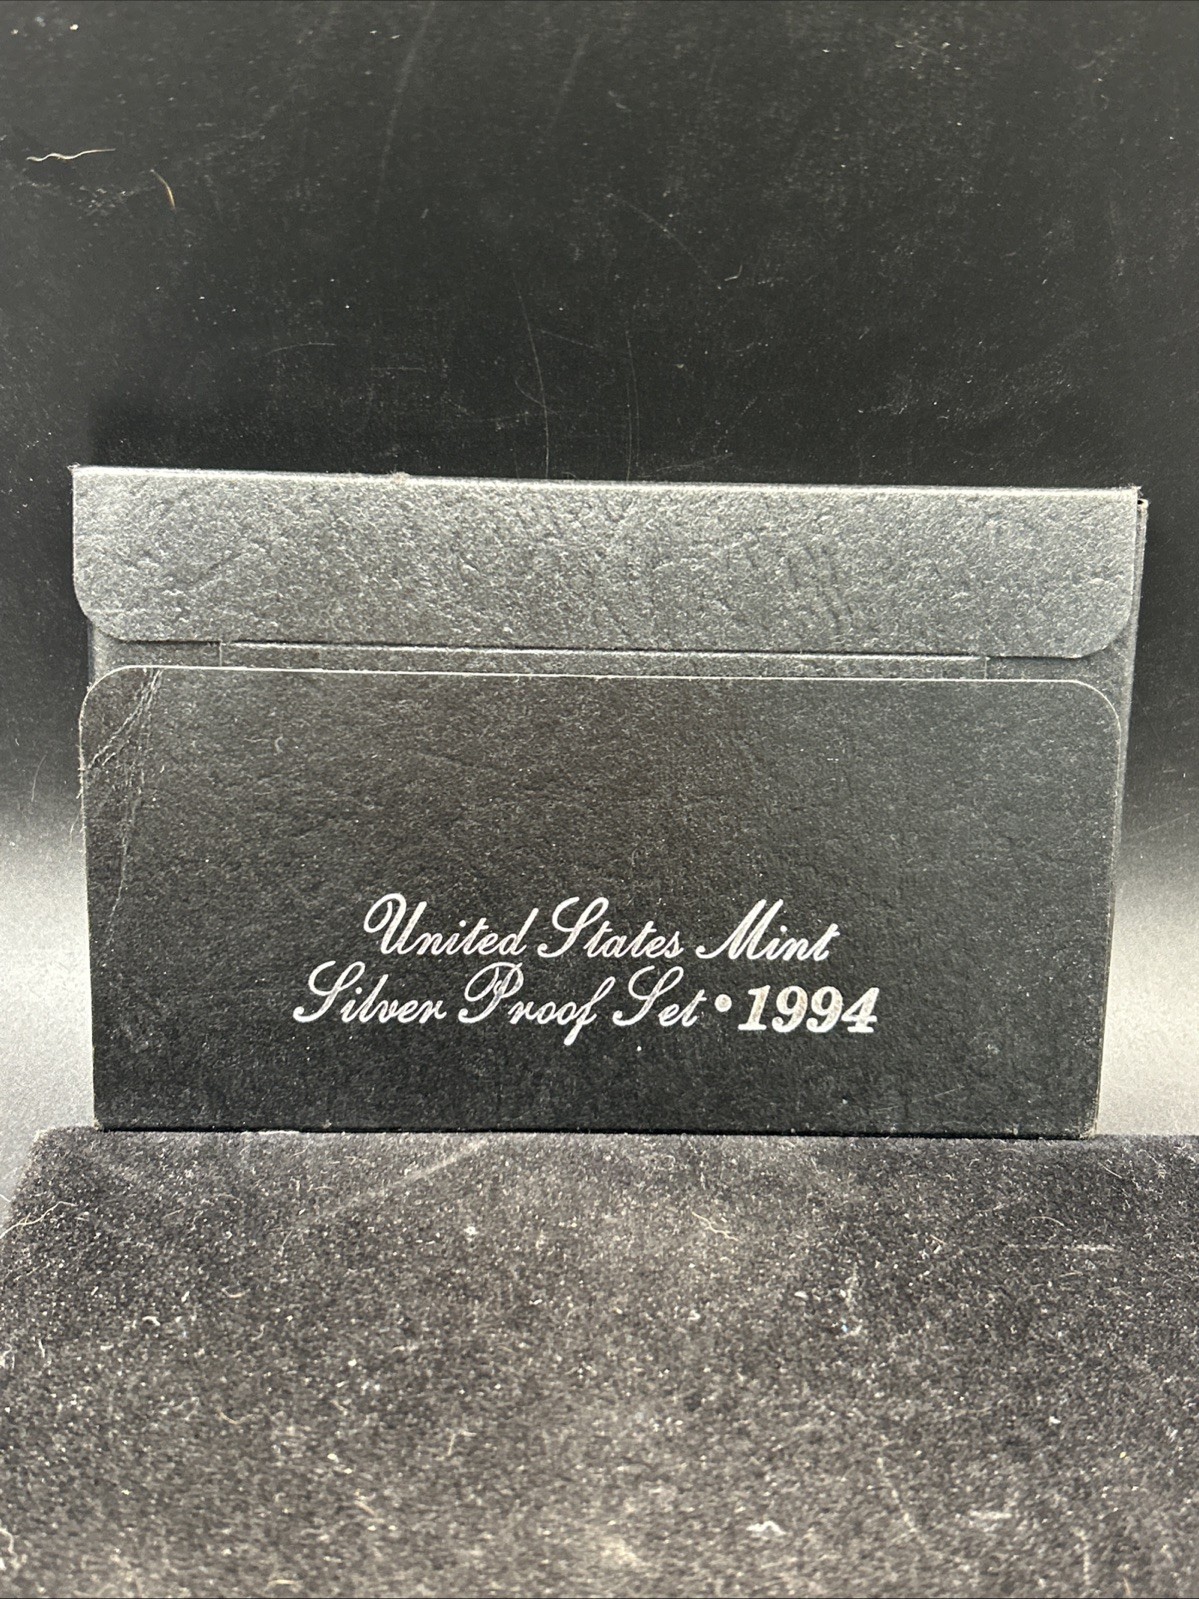 United States Mint
Silver Proof Set • 1994